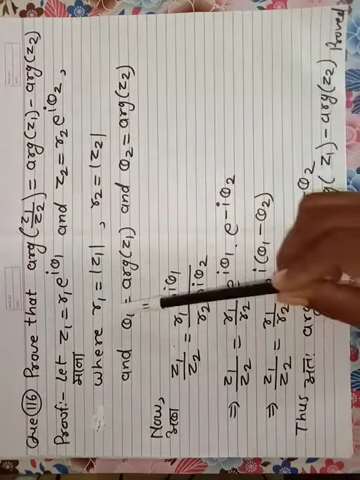 Que (116) Prove that arg(z₁/z₂) = arg(z₁) - arg(z₂)
Proof:- Let z₁ = r₁e^iθ₁ and z₂ = r₂e^iθ₂,
माना
where r₁ = |z₁|, r₂ = |z₂|
and θ₁ = arg(z₁) and θ₂ = arg(z₂)
Now,
अब
z₁/z₂ = r₁ iθ₁/r₂ iθ₂
⇒ z₁/z₂ = r₁/r₂ e^iθ₁ . e^-iθ₂
⇒ z₁/z₂ = r₁/r₂ i(θ₁ - θ₂)
Thus अतः z₁) - arg(z₂) Proved